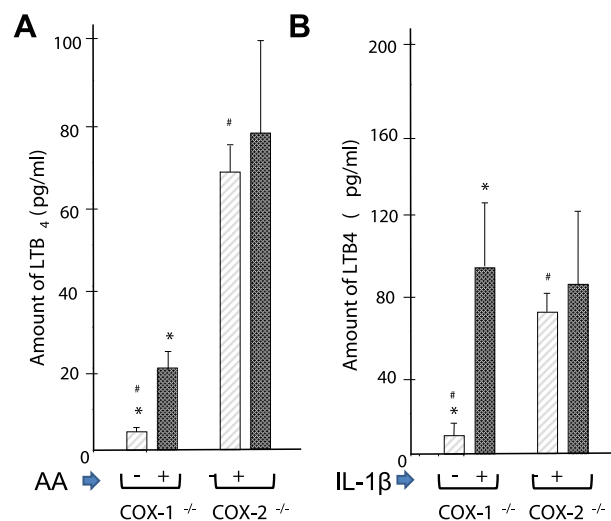 A
Amount of LTB 4 (pg/ml)
100
80
60
40
20
0
#
*
*
#
AA
- +
- +
COX-1 -/-
COX-2 -/-
B
Amount of LTB4 ( pg/ml)
200
160
120
80
40
0
#
*
*
#
IL-1β
- +
- +
COX-1 -/-
COX-2 -/-